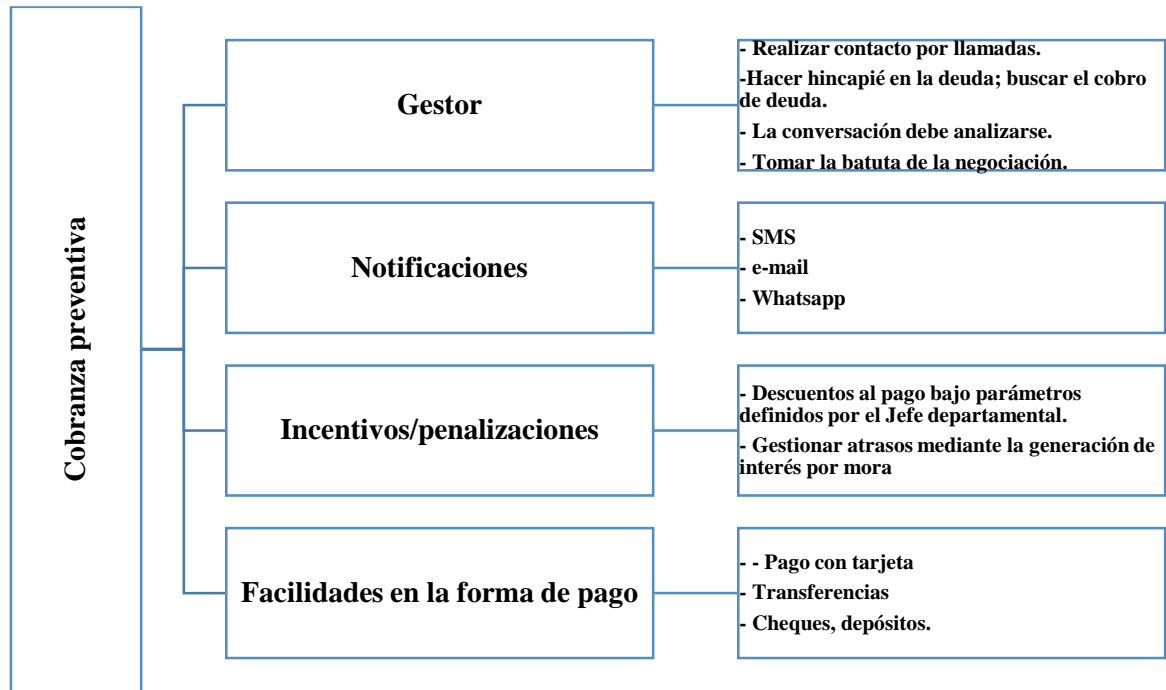 Cobranza preventiva
Gestor
- Realizar contacto por llamadas.
-Hacer hincapié en la deuda; buscar el cobro
de deuda.
- La conversación debe analizarse.
- Tomar la batuta de la negociación.
Notificaciones
- SMS
- e-mail
- Whatsapp
Incentivos/penalizaciones
- Descuentos al pago bajo parámetros
definidos por el Jefe departamental.
- Gestionar atrasos mediante la generación de
interés por mora
Facilidades en la forma de pago
- - Pago con tarjeta
- Transferencias
- Cheques, depósitos.